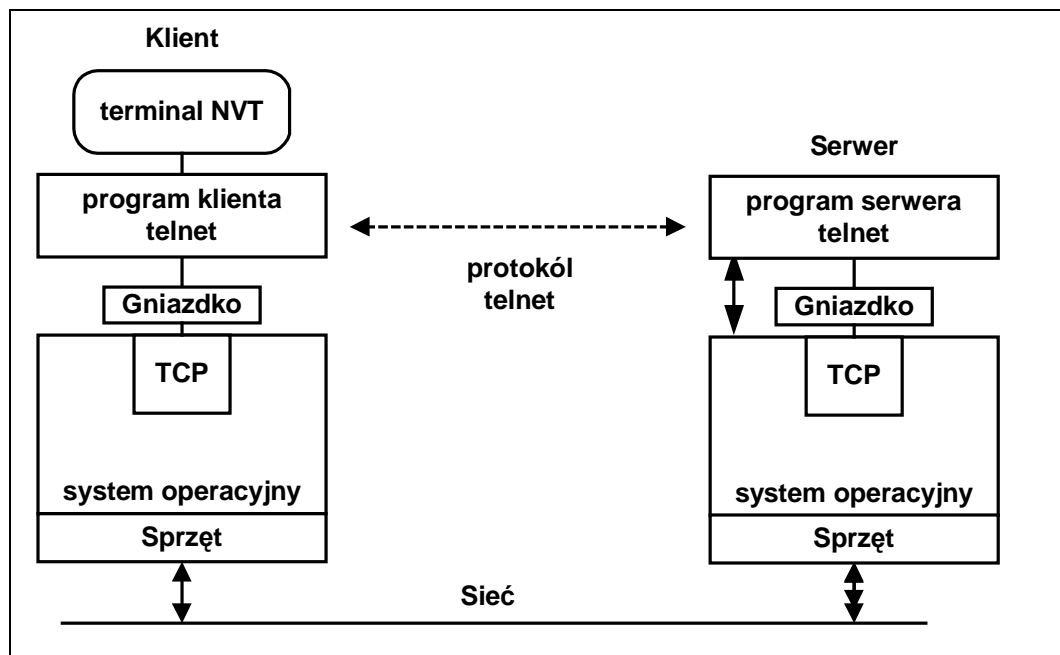 Klient
terminal NVT
program klienta
telnet
Gniazdko
TCP
system operacyjny
Sprzęt
protokól
telnet
Sieć
Serwer
program serwera
telnet
Gniazdko
TCP
system operacyjny
Sprzęt